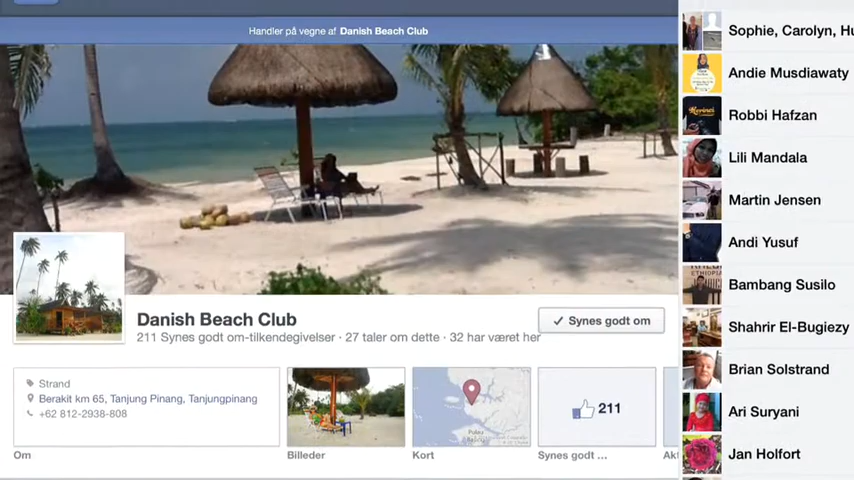 Handler på vegne af Danish Beach Club
Danish Beach Club
211 Synes godt om-tilkendegivelser · 27 taler om dette · 32 har været her
✓ Synes godt om
Strand
Berakit km 65, Tanjung Pinang, Tanjungpinang
+62 812-2938-808
Om
Billeder
Kort
211
Synes godt ...
Sophie, Carolyn, Hu
Andie Musdiawaty
Robbi Hafzan
Lili Mandala
Martin Jensen
Andi Yusuf
Bambang Susilo
Shahrir El-Bugiezy
Brian Solstrand
Ari Suryani
Jan Holfort